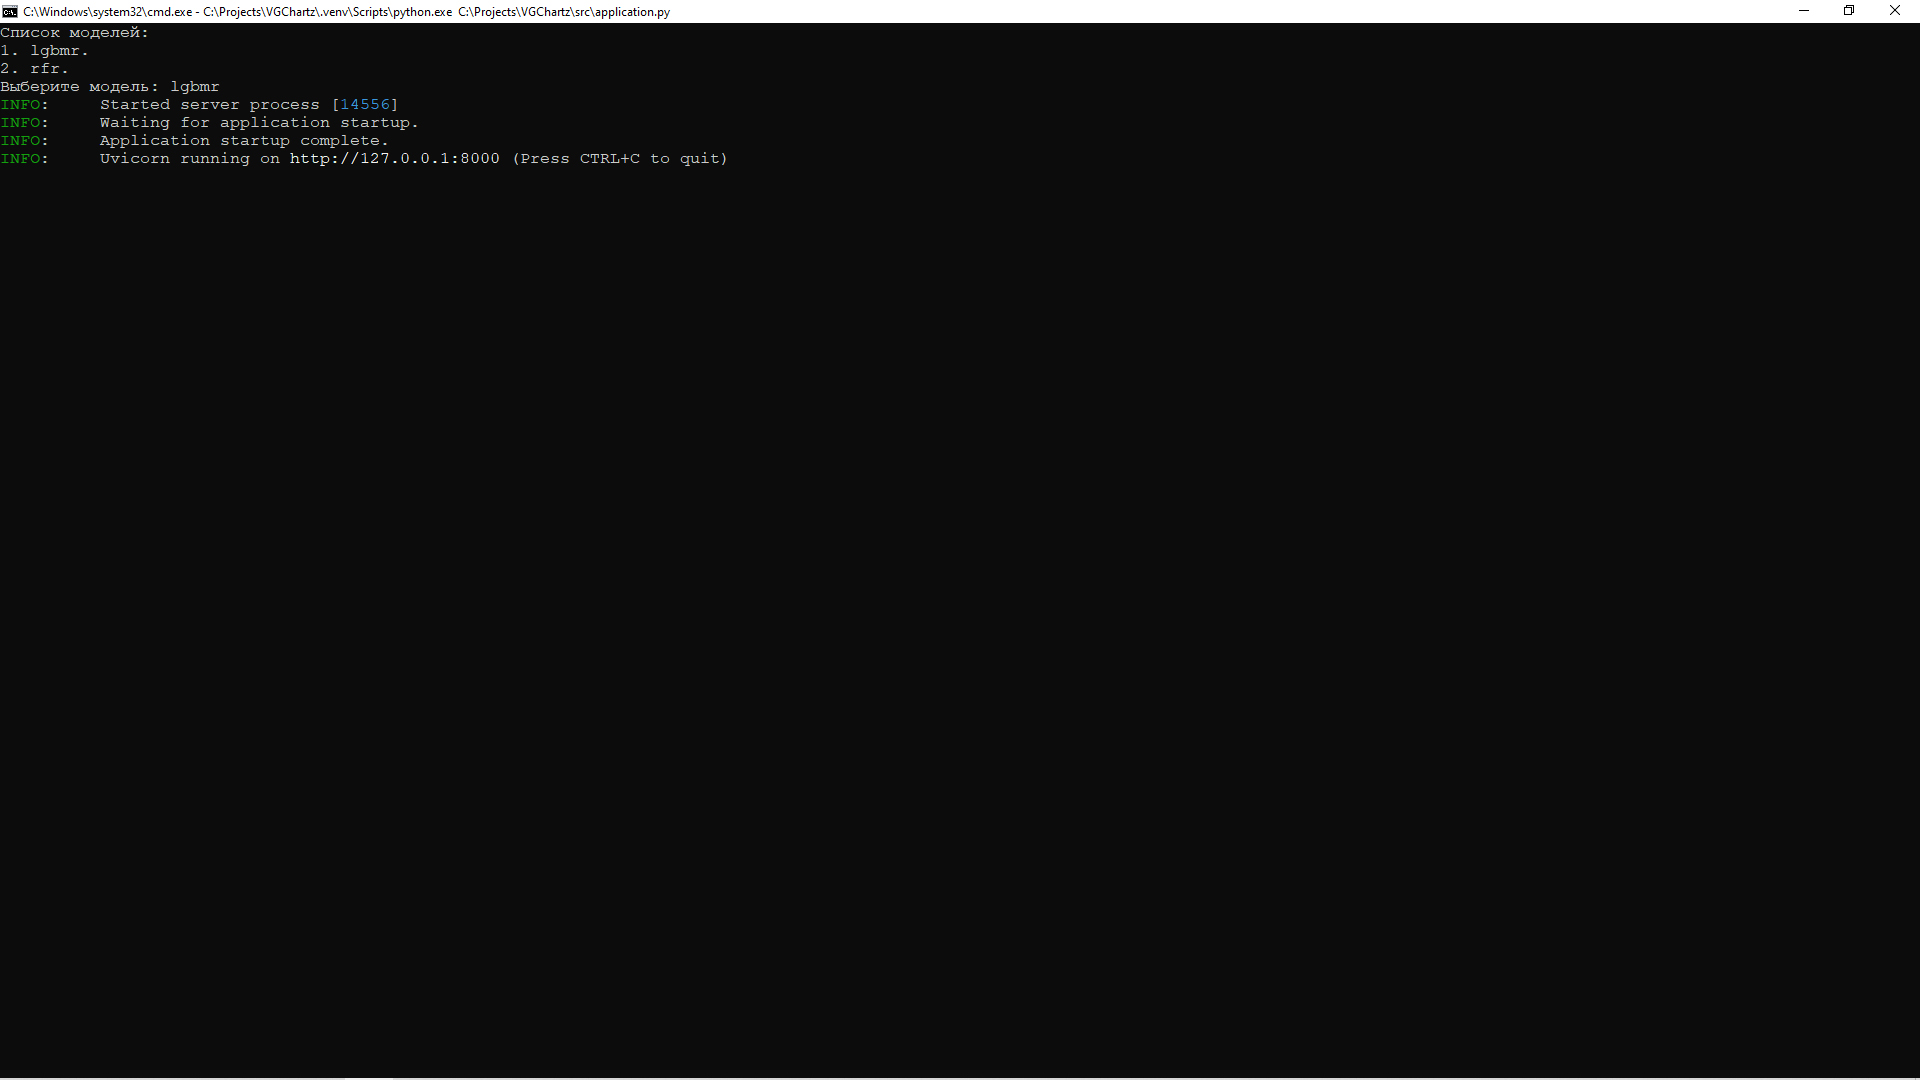 C:\Windows\system32\cmd.exe - C:\Projects\VGChartz\.venv\Scripts\python.exe C:\Projects\VGChartz\src\application.py
Список моделей:
1. lgbmr.
2. rfr.
Выберите модель: lgbmr
INFO:     Started server process [14556]
INFO:     Waiting for application startup.
INFO:     Application startup complete.
INFO:     Uvicorn running on http://127.0.0.1:8000 (Press CTRL+C to quit)